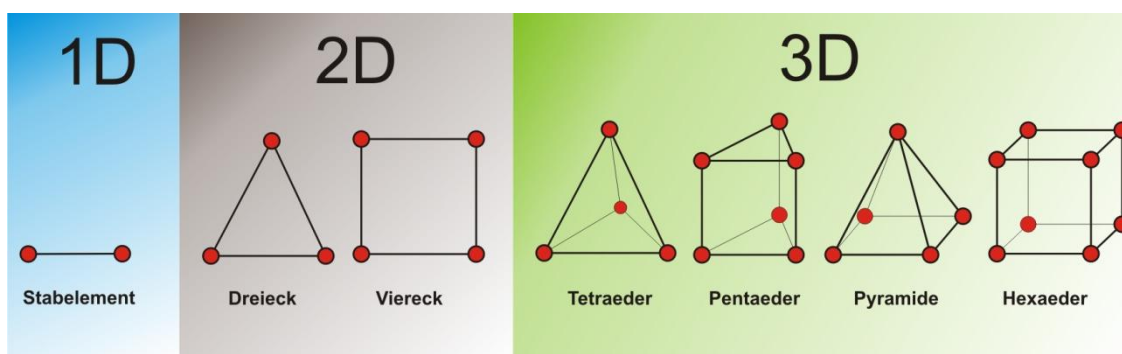 1D
2D
3D
Stabelement
Dreieck
Viereck
Tetraeder
Pentaeder
Pyramide
Hexaeder